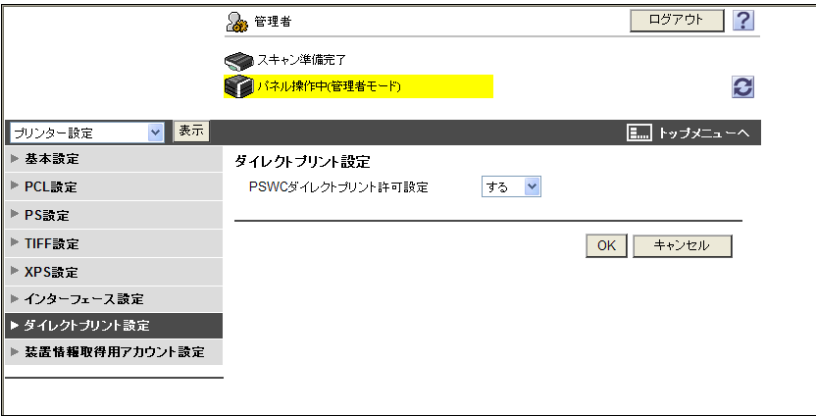 管理者
ログアウト
?
スキャン準備完了
パネル操作中(管理者モード)
プリンター設定
表示
トップメニューへ
基本設定
PCL設定
PS設定
TIFF設定
XPS設定
インターフェース設定
ダイレクトプリント設定
装置情報取得用アカウント設定
ダイレクトプリント設定
PSWCダイレクトプリント許可設定
する
OK
キャンセル